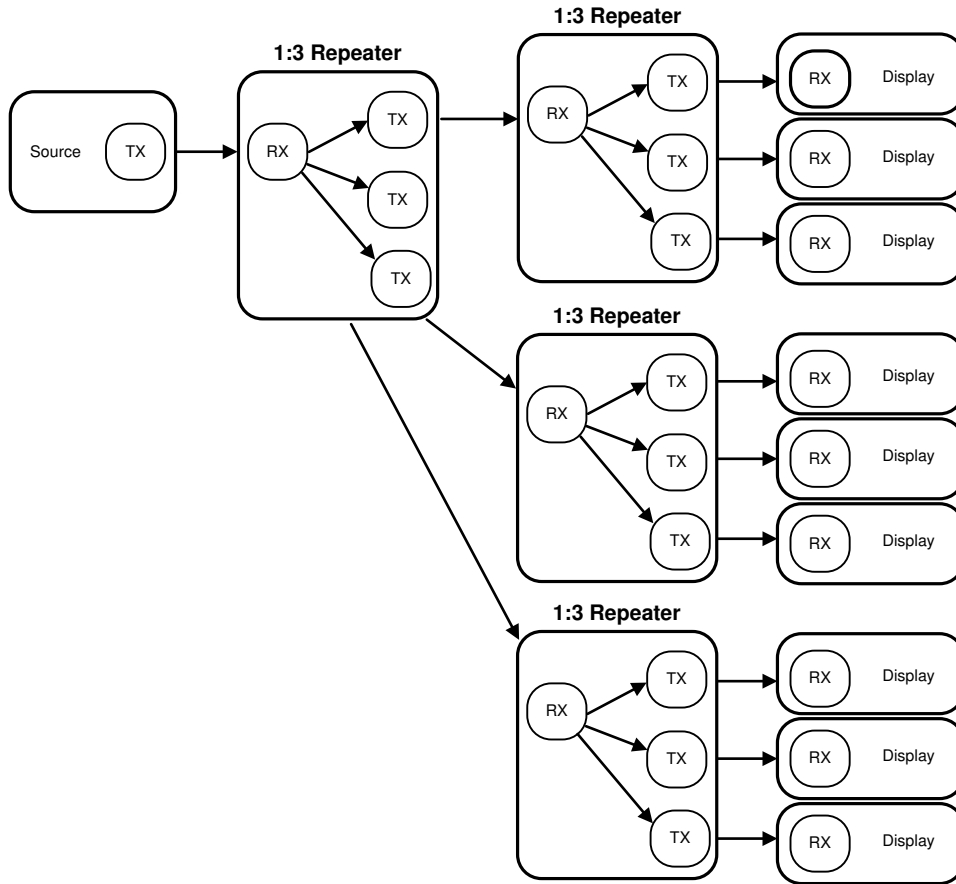 1:3 Repeater
1:3 Repeater
Source
TX
RX
TX
TX
TX
RX
TX
TX
TX
RX
Display
RX
Display
RX
Display
1:3 Repeater
RX
TX
TX
TX
RX
Display
RX
Display
RX
Display
1:3 Repeater
RX
TX
TX
TX
RX
Display
RX
Display
RX
Display